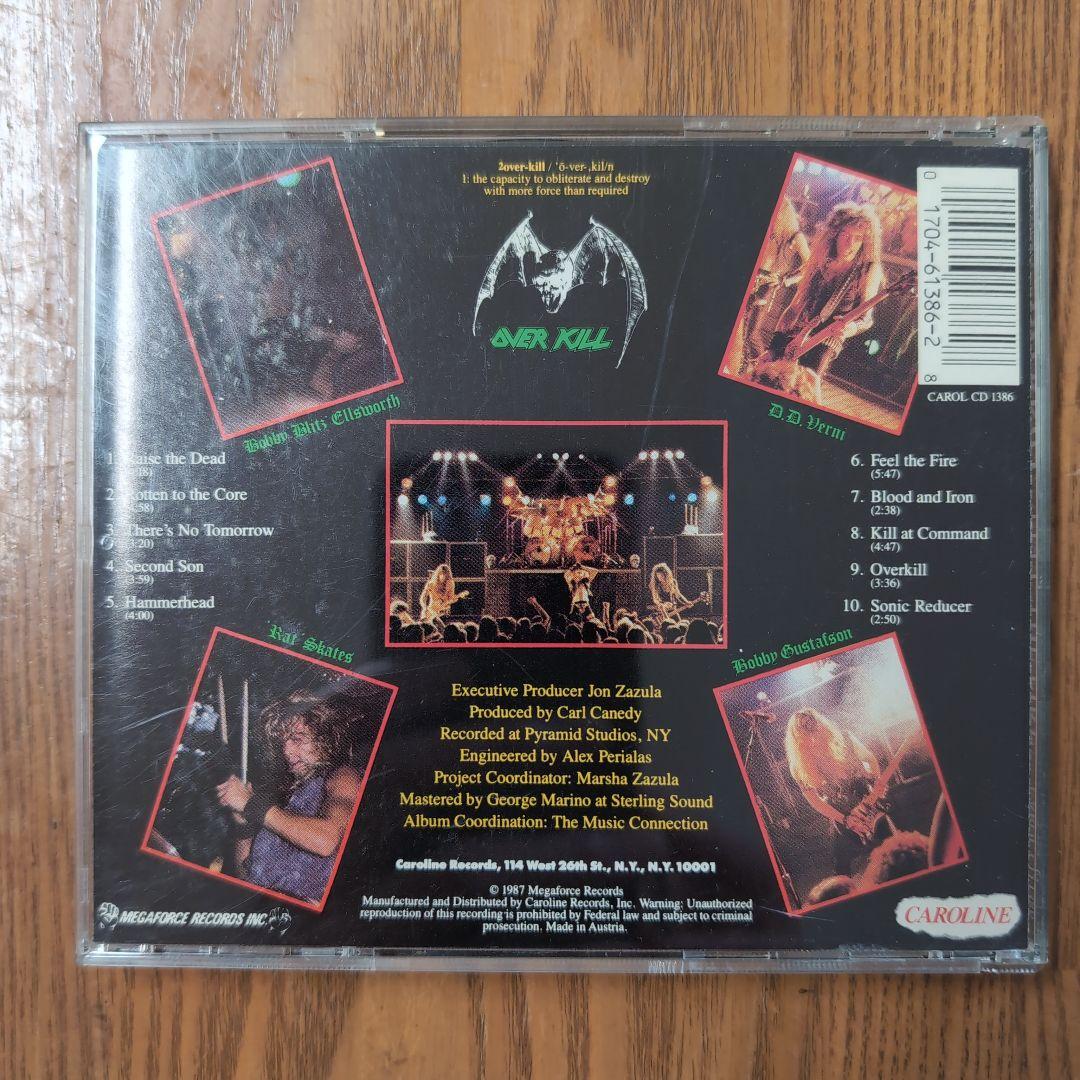 2over-kill / 'ō-ver-,kil/n
1: the capacity to obliterate and destroy
with more force than required
OVER KILL
0 1704-61386-2 8
CAROL CD 1386
Bobby Blitz Ellsworth
D.D. Verni
1. Raise the Dead
2. Rotten to the Core
3. There's No Tomorrow
(3:20)
4. Second Son
(3:59)
5. Hammerhead
(4:00)
6. Feel the Fire
(5:47)
7. Blood and Iron
(2:38)
8. Kill at Command
(4:47)
9. Overkill
(3:36)
10. Sonic Reducer
(2:50)
Rat Skates
Bobby Gustafson
Executive Producer Jon Zazula
Produced by Carl Canedy
Recorded at Pyramid Studios, NY
Engineered by Alex Perialas
Project Coordinator: Marsha Zazula
Mastered by George Marino at Sterling Sound
Album Coordination: The Music Connection
Caroline Records, 114 West 26th St., N.Y., N.Y. 10001
© 1987 Megaforce Records
Manufactured and Distributed by Caroline Records, Inc. Warning: Unauthorized
reproduction of this recording is prohibited by Federal law and subject to criminal
prosecution. Made in Austria.
MEGAFORCE RECORDS INC.
CAROLINE